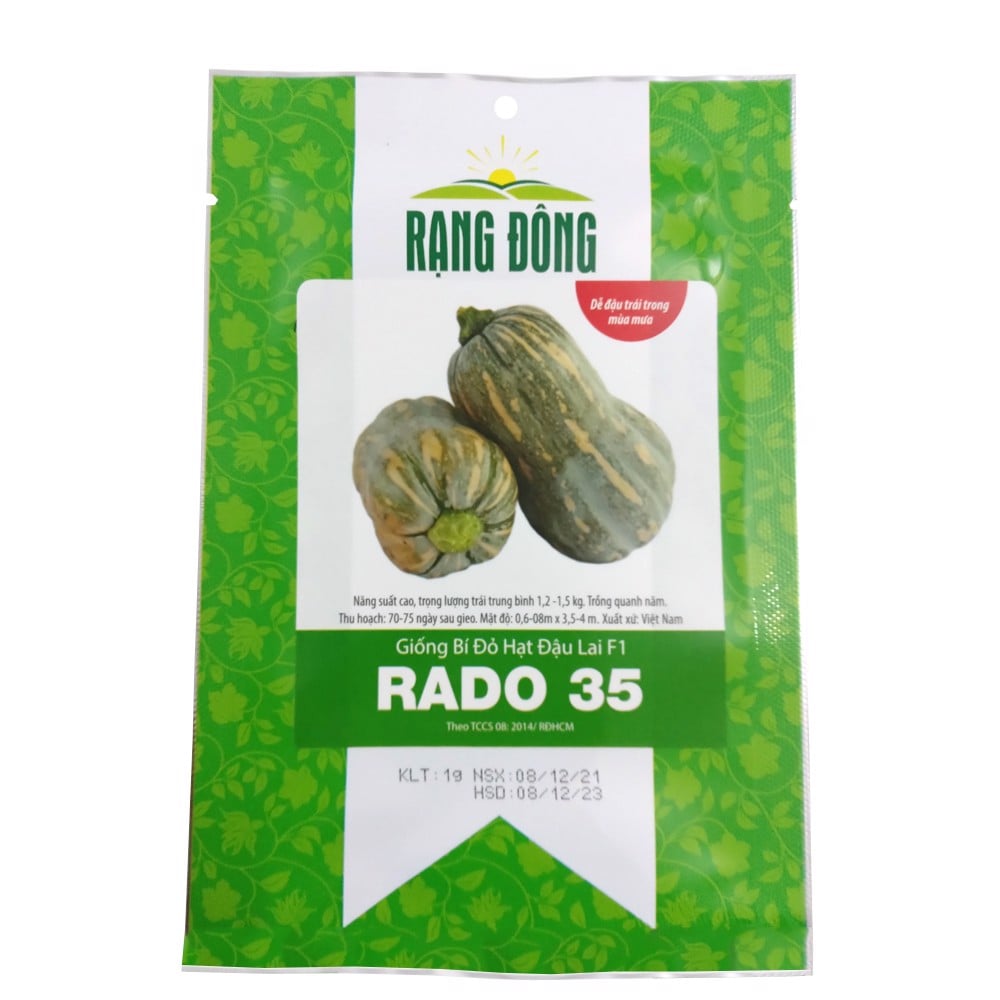 RẠNG ĐÔNG
Dễ đậu trái trong
mùa mưa
Năng suất cao, trọng lượng trái trung bình 1,2 -1,5 kg. Trồng quanh năm.
Thu hoạch: 70-75 ngày sau gieo. Mật độ: 0,6-08m x 3,5-4 m. Xuất xứ: Việt Nam
Giống Bí Đỏ Hạt Đậu Lai F1
RADO 35
Theo TCCS 08: 2014/ RĐHCM
KLT:1g NSX:08/12/21
HSD:08/12/23